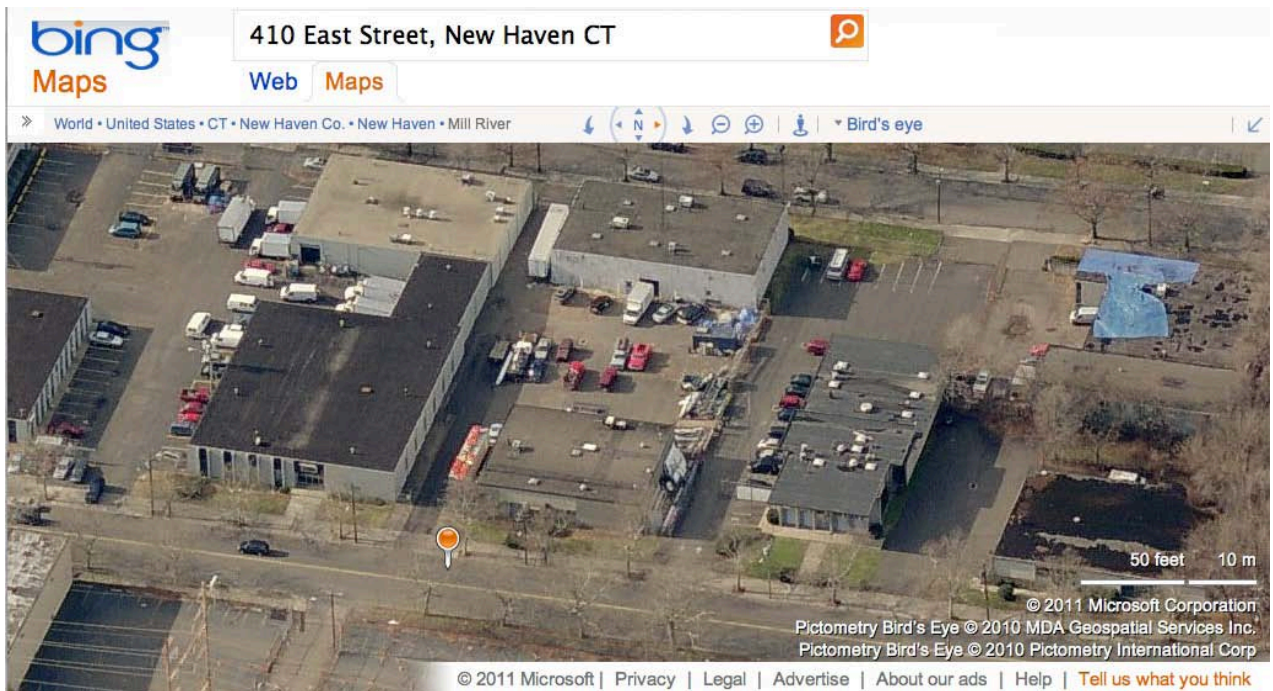 bing™
Maps
410 East Street, New Haven CT
Web Maps
» World • United States • CT • New Haven Co. • New Haven • Mill River
N
Bird's eye
50 feet 10 m
© 2011 Microsoft Corporation
Pictometry Bird's Eye © 2010 MDA Geospatial Services Inc.
Pictometry Bird's Eye © 2010 Pictometry International Corp
© 2011 Microsoft | Privacy | Legal | Advertise | About our ads | Help | Tell us what you think